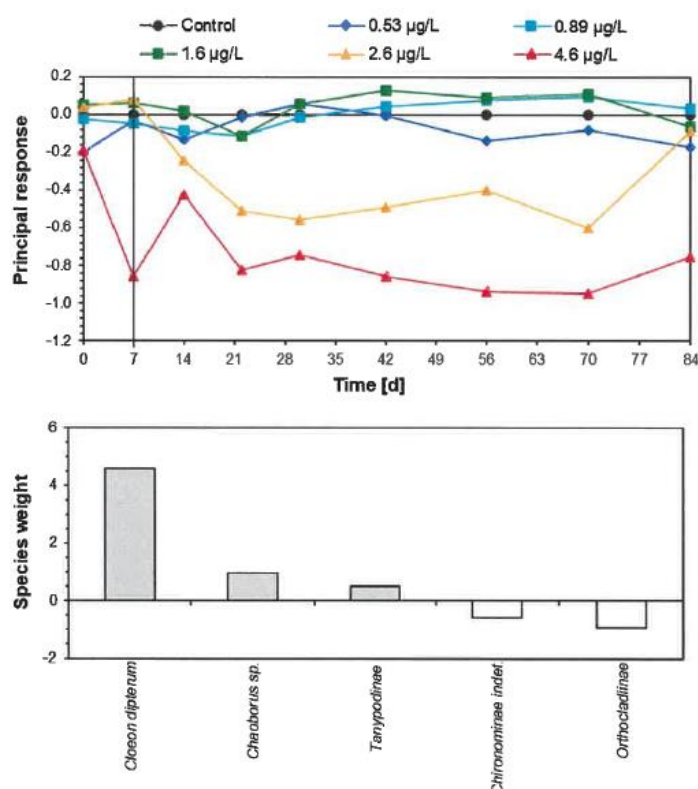 Control 0.53 µg/L 0.89 µg/L
1.6 µg/L 2.6 µg/L 4.6 µg/L
Principal response
0.2
0.0
-0.2
-0.4
-0.6
-0.8
-1.0
-1.2
0 7 14 21 28 35 42 49 56 63 70 77 84
Time [d]
Species weight
6
4
2
0
-2
Cloeon dipterum
Chaoborus sp.
Tanypodinae
Chironominae indet.
Orthocladiinae